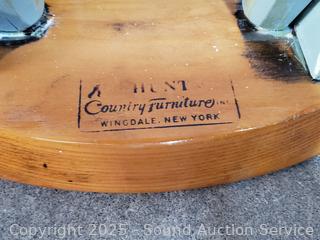 HUNT
Country Furniture INC.
WINGDALE, NEW YORK
Copyright 2025 - Sound Auction Service